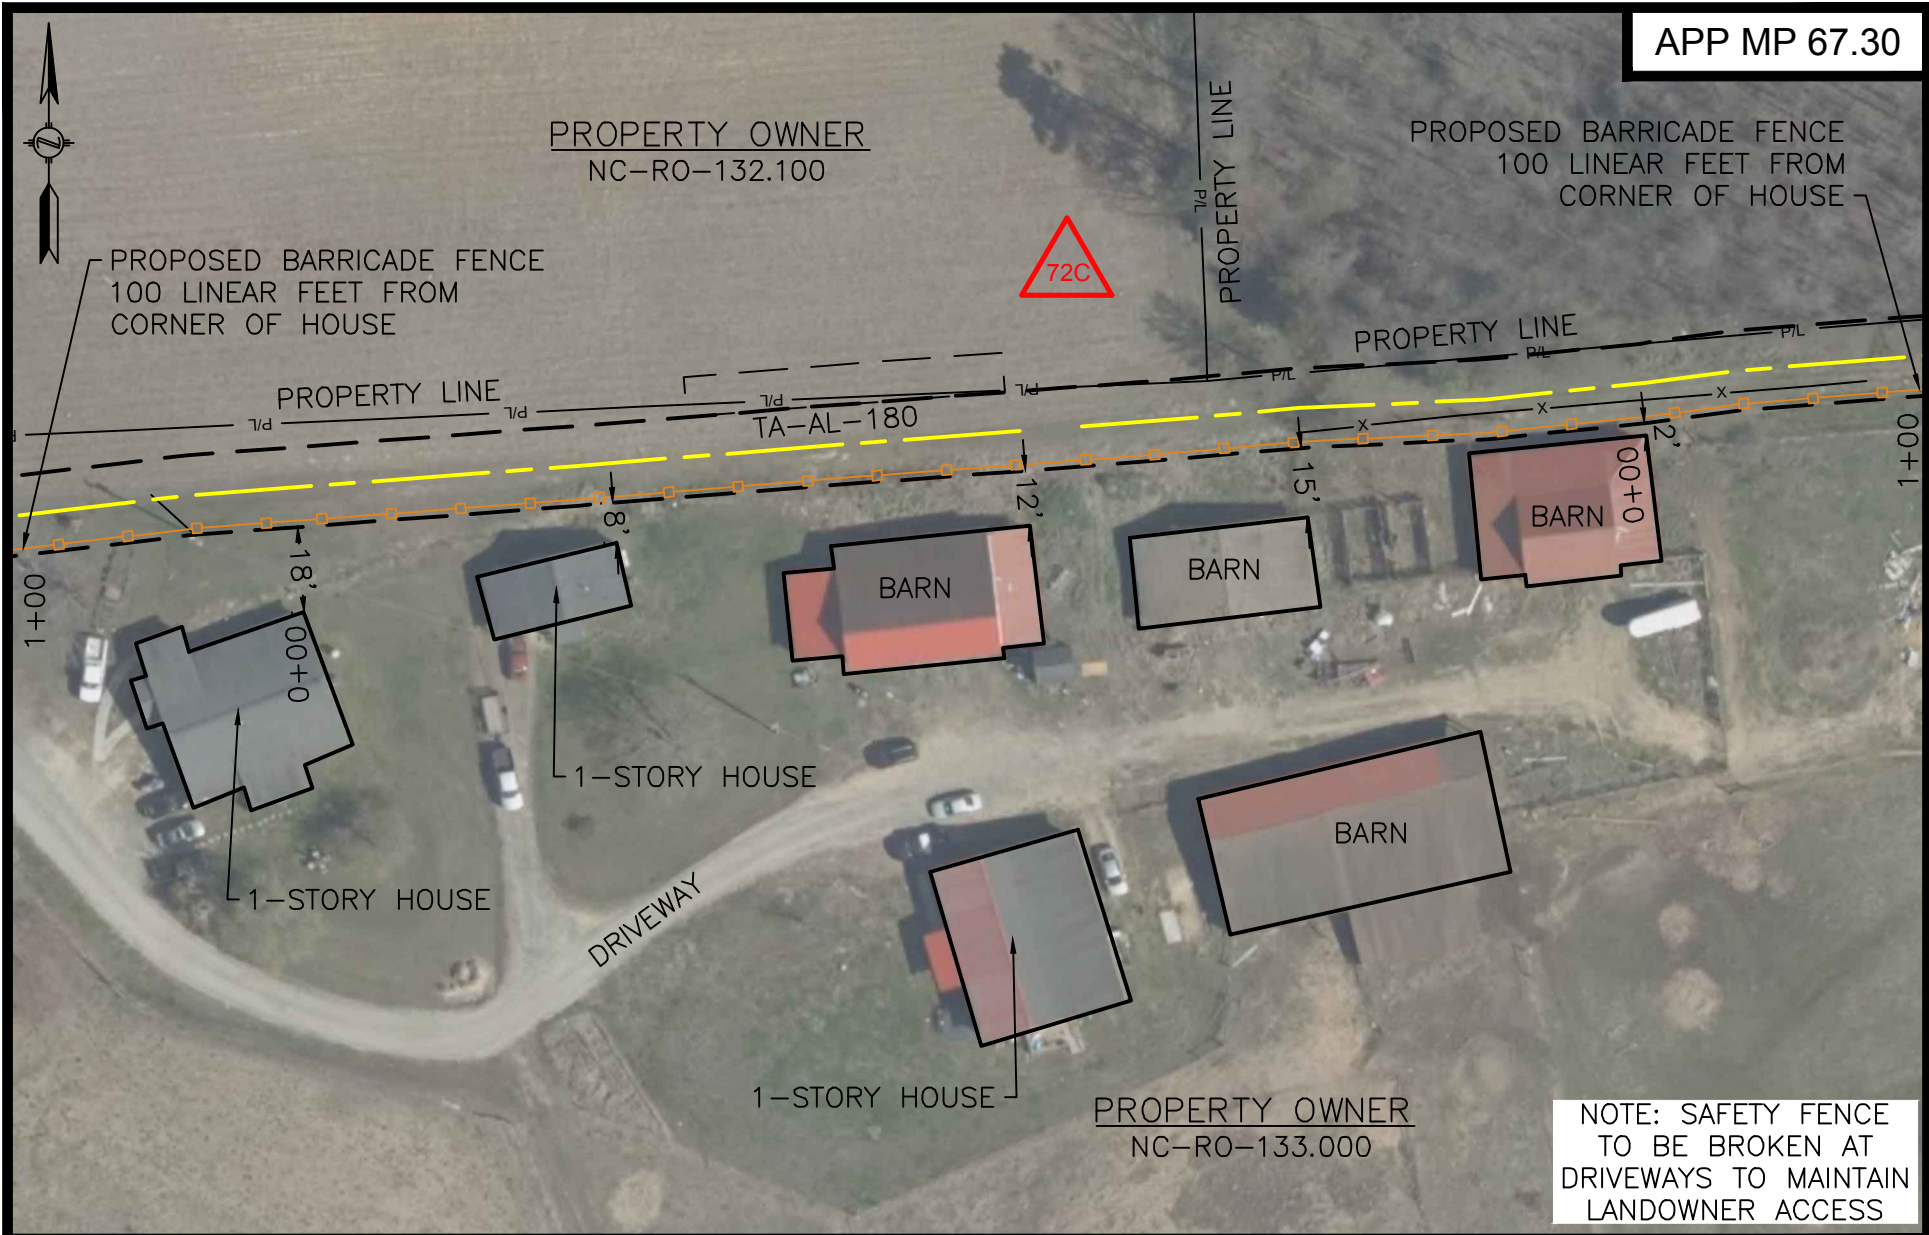 APP MP 67.30
PROPERTY OWNER
NC-RO-132.100
PROPERTY LINE
P/L
PROPOSED BARRICADE FENCE
100 LINEAR FEET FROM
CORNER OF HOUSE
N
PROPOSED BARRICADE FENCE
100 LINEAR FEET FROM
CORNER OF HOUSE
72C
PROPERTY LINE
P/L
P/L
PROPERTY LINE
P/L
P/L
P/L
P/L
P/L
TA-AL-180
X
X
X
1+00
18'
0+00
8'
12'
15'
2'
0+00
1+00
BARN
BARN
BARN
1-STORY HOUSE
1-STORY HOUSE
BARN
DRIVEWAY
1-STORY HOUSE
PROPERTY OWNER
NC-RO-133.000
NOTE: SAFETY FENCE
TO BE BROKEN AT
DRIVEWAYS TO MAINTAIN
LANDOWNER ACCESS